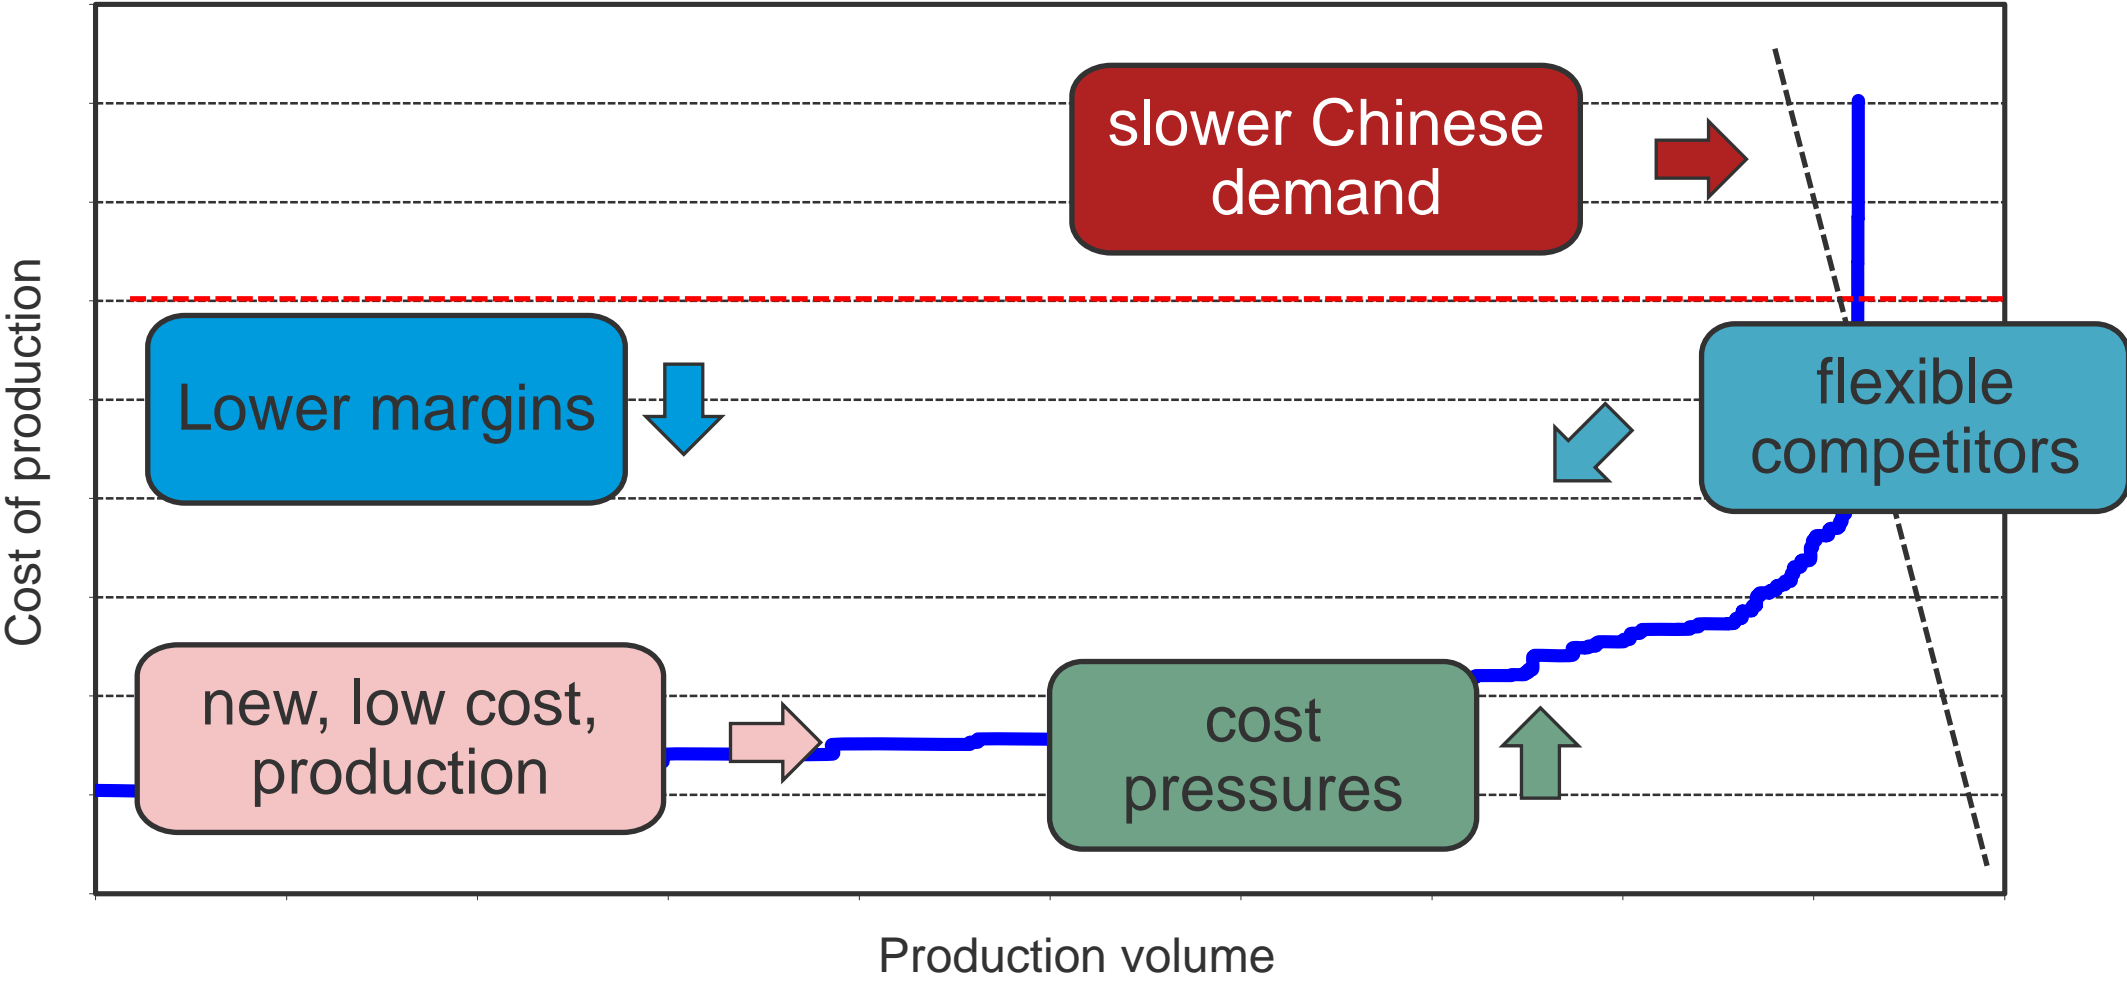 slower Chinese
demand
Lower margins
flexible
competitors
new, low cost,
production
cost
pressures
Cost of production
Production volume